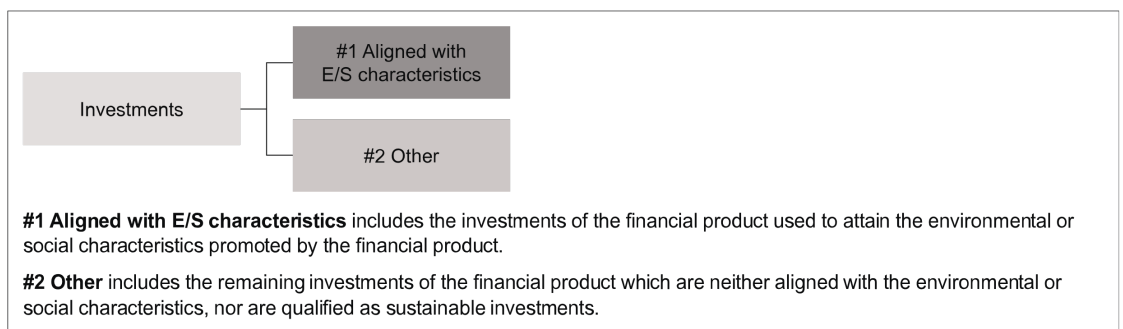 #1 Aligned with
E/S characteristics
Investments
#2 Other
#1 Aligned with E/S characteristics includes the investments of the financial product used to attain the environmental or
social characteristics promoted by the financial product.
#2 Other includes the remaining investments of the financial product which are neither aligned with the environmental or
social characteristics, nor are qualified as sustainable investments.